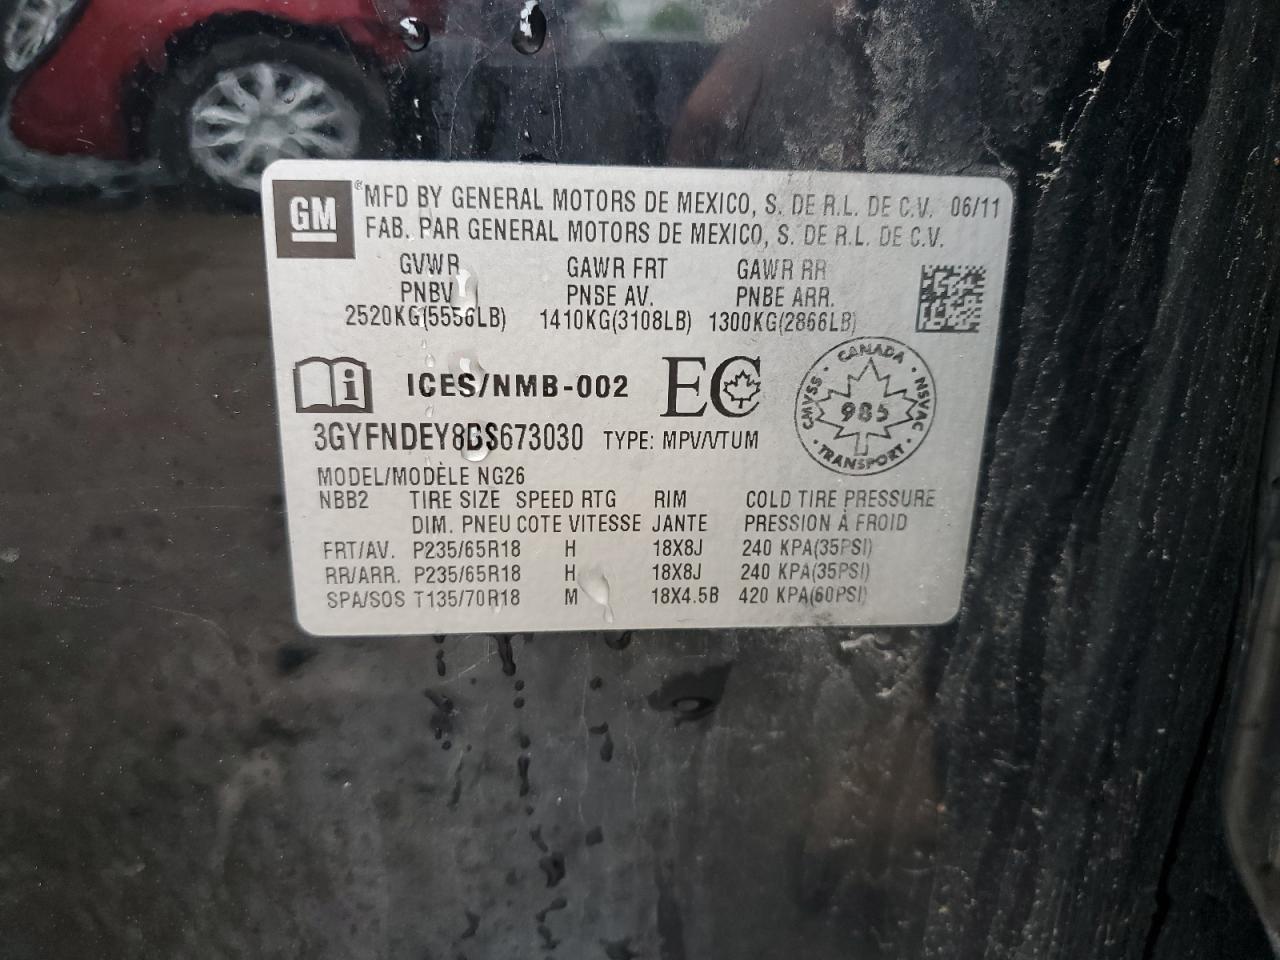 GM
®
MFD BY GENERAL MOTORS DE MEXICO, S. DE R.L. DE C.V. 06/11
FAB. PAR GENERAL MOTORS DE MEXICO, S. DE R.L. DE C.V.
GVWR GAWR FRT GAWR RR
PNBV PNSE AV. PNBE ARR.
2520KG(5556LB) 1410KG(3108LB) 1300KG(2866LB)
i ICES/NMB-002 EC
CANADA
CMVSS 985 NSVAC
TRANSPORT
3GYFNDEY8DS673030 TYPE: MPV/VTUM
MODEL/MODÈLE NG26
NBB2 TIRE SIZE SPEED RTG RIM COLD TIRE PRESSURE
DIM. PNEU COTE VITESSE JANTE PRESSION À FROID
FRT/AV. P235/65R18 H 18X8J 240 KPA(35PSI)
RR/ARR. P235/65R18 H 18X8J 240 KPA(35PSI)
SPA/SOS T135/70R18 M 18X4.5B 420 KPA(60PSI)